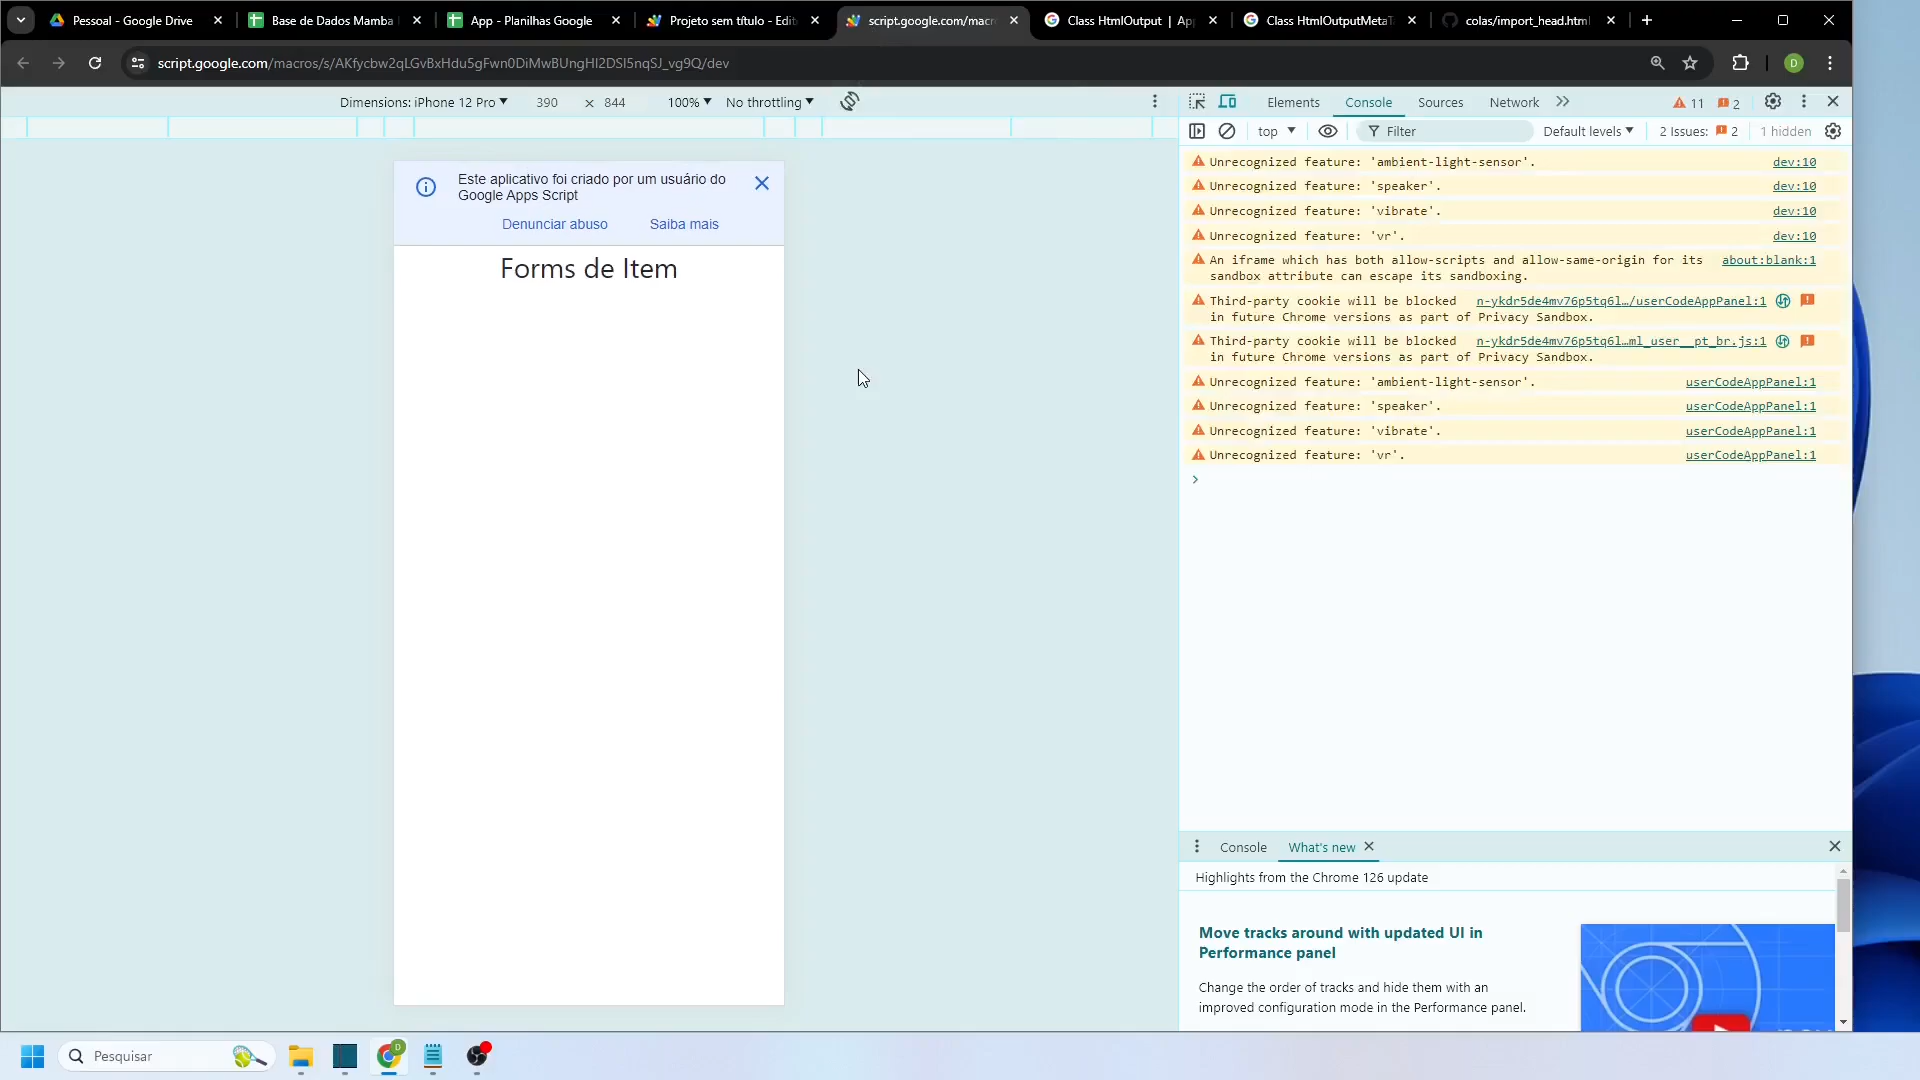 Pessoal - Google Drive
Base de Dados Mamba
App - Planilhas Google
Projeto sem título - Edit
script.google.com/macr
Class HtmlOutput | Ap
Class HtmlOutputMetaT
colas/import_head.html
script.google.com/macros/s/AKfycbw2qLGvBxHdu5gFwn0DiMwBUngHI2DSI5nqSJ_vg9Q/dev
D
Dimensions: iPhone 12 Pro
390 × 844
100%
No throttling
Este aplicativo foi criado por um usuário do
Google Apps Script
Denunciar abuso
Saiba mais
Forms de Item
Elements
Console
Sources
Network
11
2
top
Filter
Default levels
2 Issues: 2
1 hidden
Unrecognized feature: 'ambient-light-sensor'. dev:10
Unrecognized feature: 'speaker'. dev:10
Unrecognized feature: 'vibrate'. dev:10
Unrecognized feature: 'vr'. dev:10
An iframe which has both allow-scripts and allow-same-origin for its about:blank:1
sandbox attribute can escape its sandboxing.
Third-party cookie will be blocked n-ykdr5de4mv76p5tq6l…/userCodeAppPanel:1
in future Chrome versions as part of Privacy Sandbox.
Third-party cookie will be blocked n-ykdr5de4mv76p5tq6l…ml_user__pt_br.js:1
in future Chrome versions as part of Privacy Sandbox.
Unrecognized feature: 'ambient-light-sensor'. userCodeAppPanel:1
Unrecognized feature: 'speaker'. userCodeAppPanel:1
Unrecognized feature: 'vibrate'. userCodeAppPanel:1
Unrecognized feature: 'vr'. userCodeAppPanel:1
Console
What's new
Highlights from the Chrome 126 update
Move tracks around with updated UI in
Performance panel
Change the order of tracks and hide them with an
improved configuration mode in the Performance panel.
Pesquisar
D